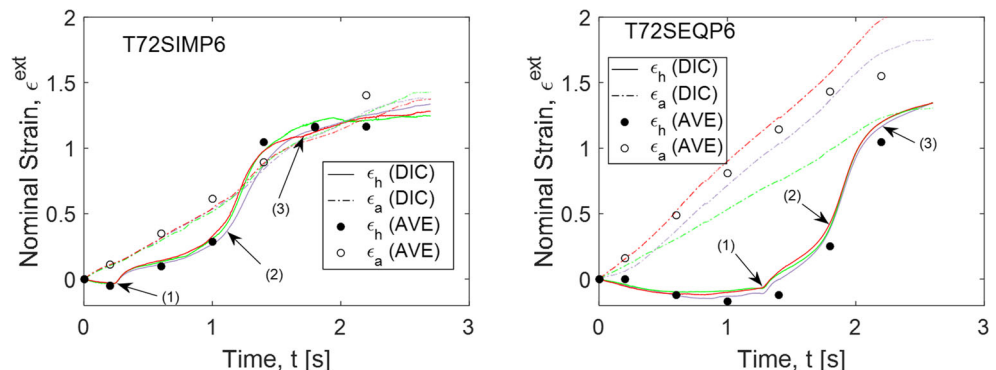 T72SIMP6
2
1.5
1
0.5
0
Nominal Strain, ϵ^ext
ϵ_h (DIC)
ϵ_a (DIC)
ϵ_h (AVE)
ϵ_a (AVE)
(1)
(2)
(3)
0 1 2 3
Time, t [s]
T72SEQP6
2
1.5
1
0.5
0
Nominal Strain, ϵ^ext
ϵ_h (DIC)
ϵ_a (DIC)
ϵ_h (AVE)
ϵ_a (AVE)
(1)
(2)
(3)
0 1 2 3
Time, t [s]